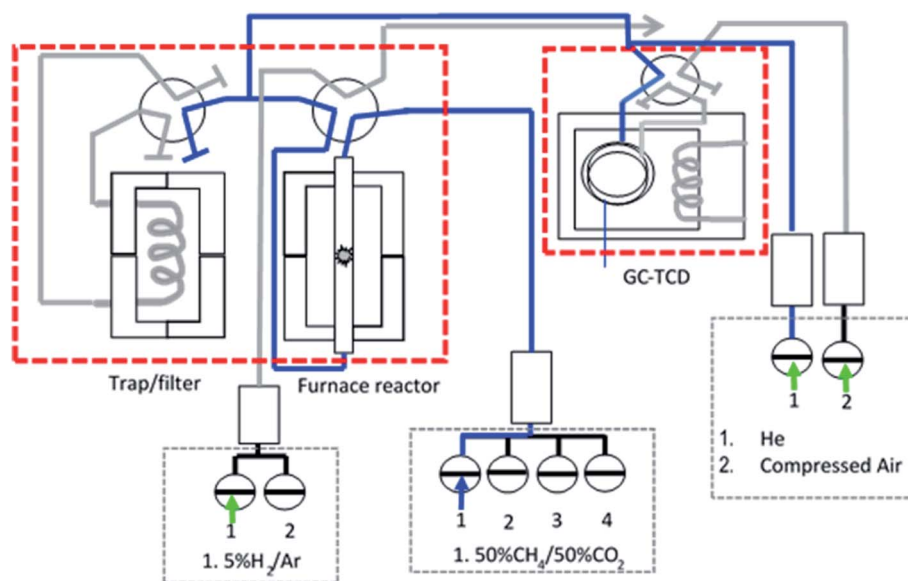 GC-TCD
Trap/filter
Furnace reactor
1 2
1. He
2. Compressed Air
1 2
1. 5%H₂/Ar
1 2 3 4
1. 50%CH₄/50%CO₂